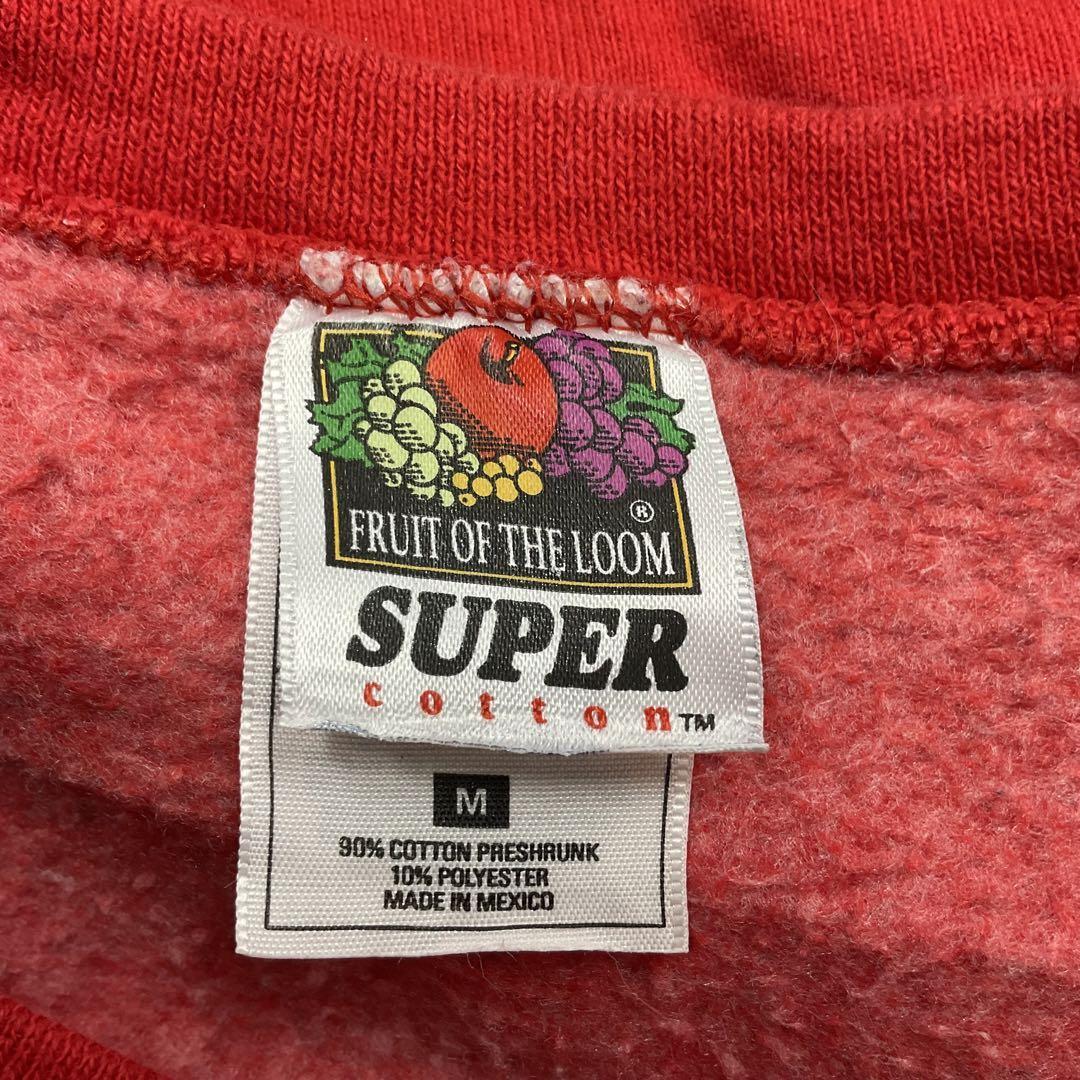 ®
FRUIT OF THE LOOM
SUPER
cotton™
M
90% COTTON PRESHRUNK
10% POLYESTER
MADE IN MEXICO